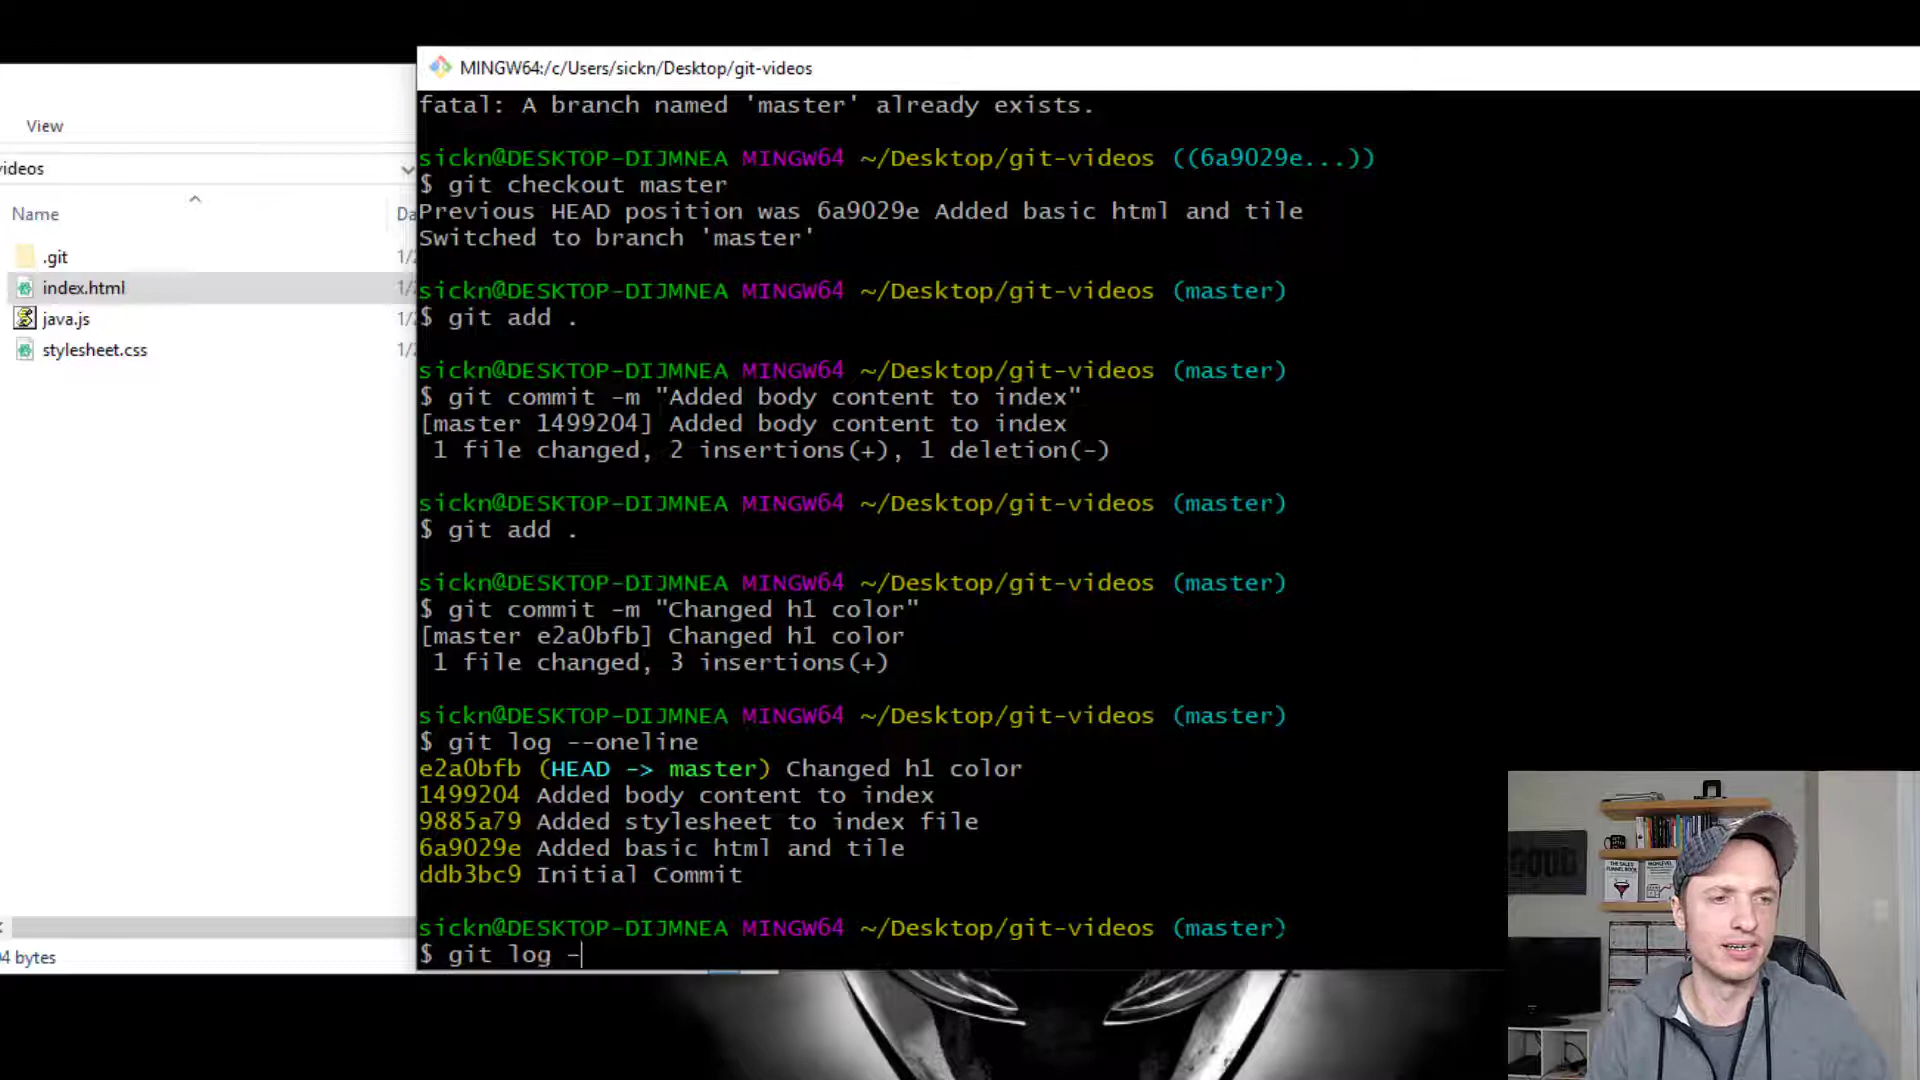 View
videos
Name
Da
.git
1/
index.html
1/
java.js
1/
stylesheet.css
1/
04 bytes
MINGW64:/c/Users/sickn/Desktop/git-videos
fatal: A branch named 'master' already exists.
sickn@DESKTOP-DIJMNEA MINGW64 ~/Desktop/git-videos ((6a9029e...))
$ git checkout master
Previous HEAD position was 6a9029e Added basic html and tile
Switched to branch 'master'
sickn@DESKTOP-DIJMNEA MINGW64 ~/Desktop/git-videos (master)
$ git add .
sickn@DESKTOP-DIJMNEA MINGW64 ~/Desktop/git-videos (master)
$ git commit -m "Added body content to index"
[master 1499204] Added body content to index
1 file changed, 2 insertions(+), 1 deletion(-)
sickn@DESKTOP-DIJMNEA MINGW64 ~/Desktop/git-videos (master)
$ git add .
sickn@DESKTOP-DIJMNEA MINGW64 ~/Desktop/git-videos (master)
$ git commit -m "Changed h1 color"
[master e2a0bfb] Changed h1 color
1 file changed, 3 insertions(+)
sickn@DESKTOP-DIJMNEA MINGW64 ~/Desktop/git-videos (master)
$ git log --oneline
e2a0bfb (HEAD -> master) Changed h1 color
1499204 Added body content to index
9885a79 Added stylesheet to index file
6a9029e Added basic html and tile
ddb3bc9 Initial Commit
sickn@DESKTOP-DIJMNEA MINGW64 ~/Desktop/git-videos (master)
$ git log -